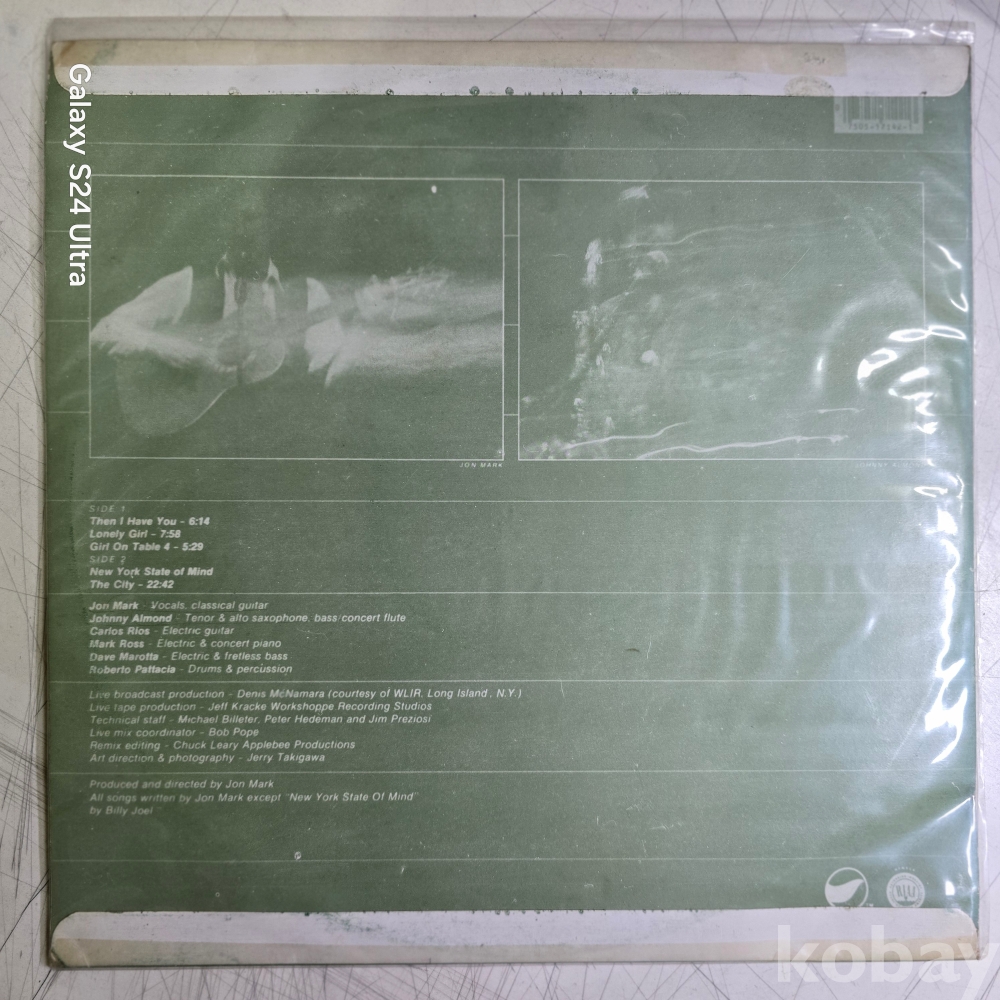 Galaxy S24 Ultra
JON MARK
SIDE 1
Then I Have You - 6:14
Lonely Girl - 7:58
Girl On Table 4 - 5:29
SIDE 2
New York State of Mind
The City - 22:42
Jon Mark - Vocals, classical guitar
Johnny Almond - Tenor & alto saxophone, bass/concert flute
Carlos Rios - Electric guitar
Mark Ross - Electric & concert piano
Dave Marotta - Electric & fretless bass
Roberto Pattacia - Drums & percussion
Live broadcast production - Denis McNamara (courtesy of WLIR, Long Island, N.Y.)
Live tape production - Jeff Kracke Workshoppe Recording Studios
Technical staff - Michael Billeter, Peter Hedeman and Jim Preziosi
Live mix coordinator - Bob Pope
Remix editing - Chuck Leary Applebee Productions
Art direction & photography - Jerry Takigawa
Produced and directed by Jon Mark
All songs written by Jon Mark except "New York State Of Mind"
by Billy Joel
kobay